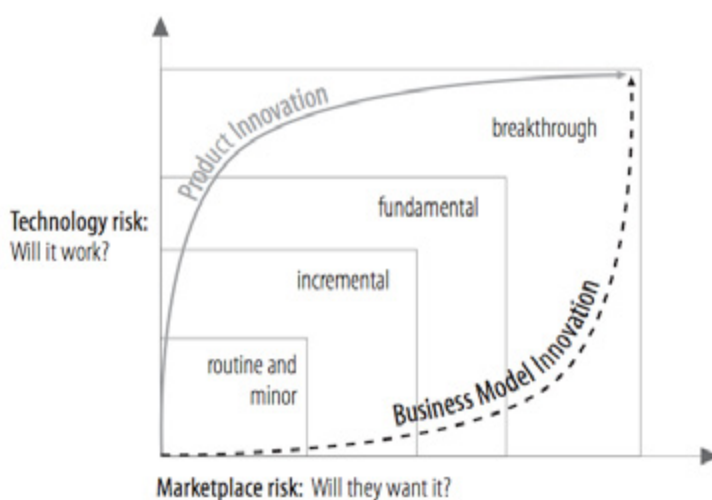 Product Innovation
breakthrough
fundamental
Technology risk:
Will it work?
incremental
routine and
minor
Business Model Innovation
Marketplace risk: Will they want it?